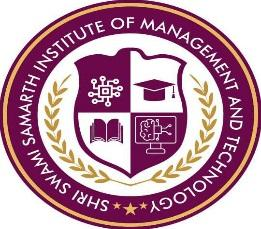 SHRI SWAMI SAMARTH INSTITUTE OF MANAGEMENT AND TECHNOLOGY